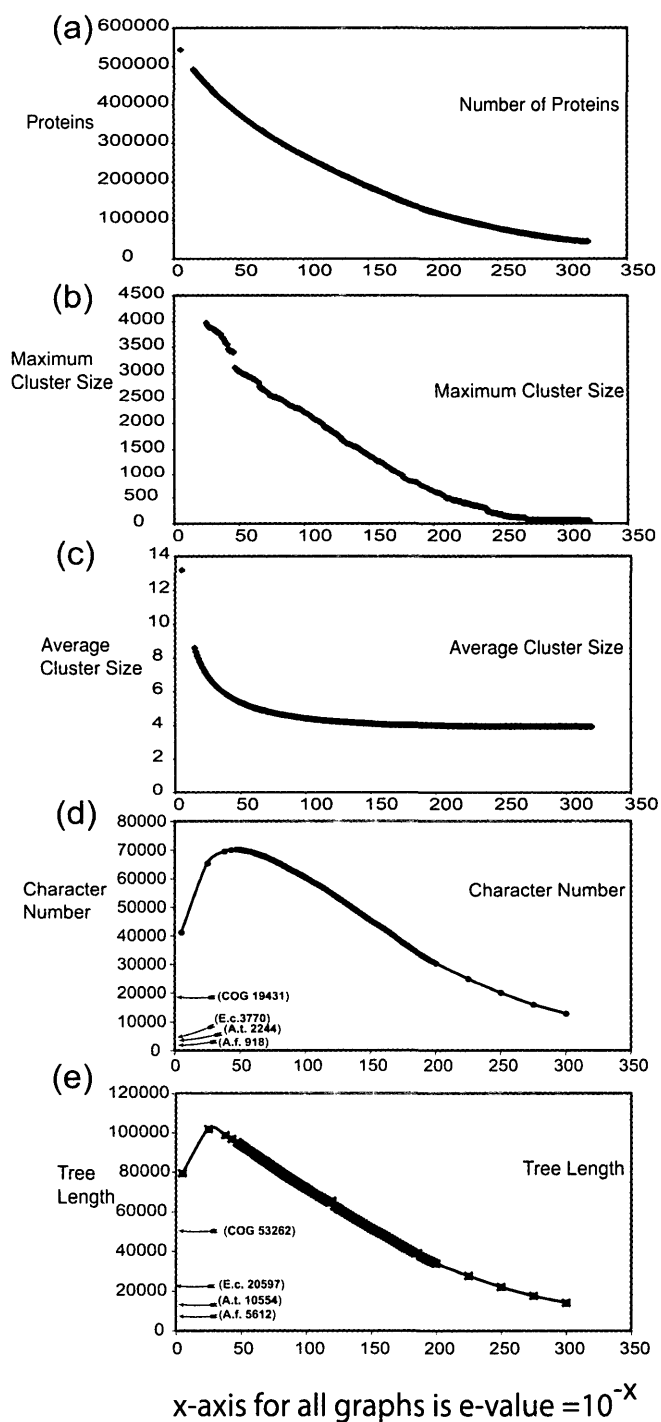 (a)
600000
500000
400000
300000
200000
100000
0
Proteins
Number of Proteins
0 50 100 150 200 250 300 350
(b)
4500
4000
3500
3000
2500
2000
1500
1000
500
0
Maximum
Cluster Size
Maximum Cluster Size
0 50 100 150 200 250 300 350
(c)
14
12
10
8
6
4
2
0
Average
Cluster Size
Average Cluster Size
0 50 100 150 200 250 300 350
(d)
80000
70000
60000
50000
40000
30000
20000
10000
0
Character
Number
Character Number
(COG 19431)
(E.c.3770)
(A.t. 2244)
(A.f. 918)
0 50 100 150 200 250 300 350
(e)
120000
100000
80000
60000
40000
20000
0
Tree
Length
Tree Length
(COG 53262)
(E.c. 20597)
(A.t. 10554)
(A.f. 5612)
0 50 100 150 200 250 300 350
x-axis for all graphs is e-value =10^-X